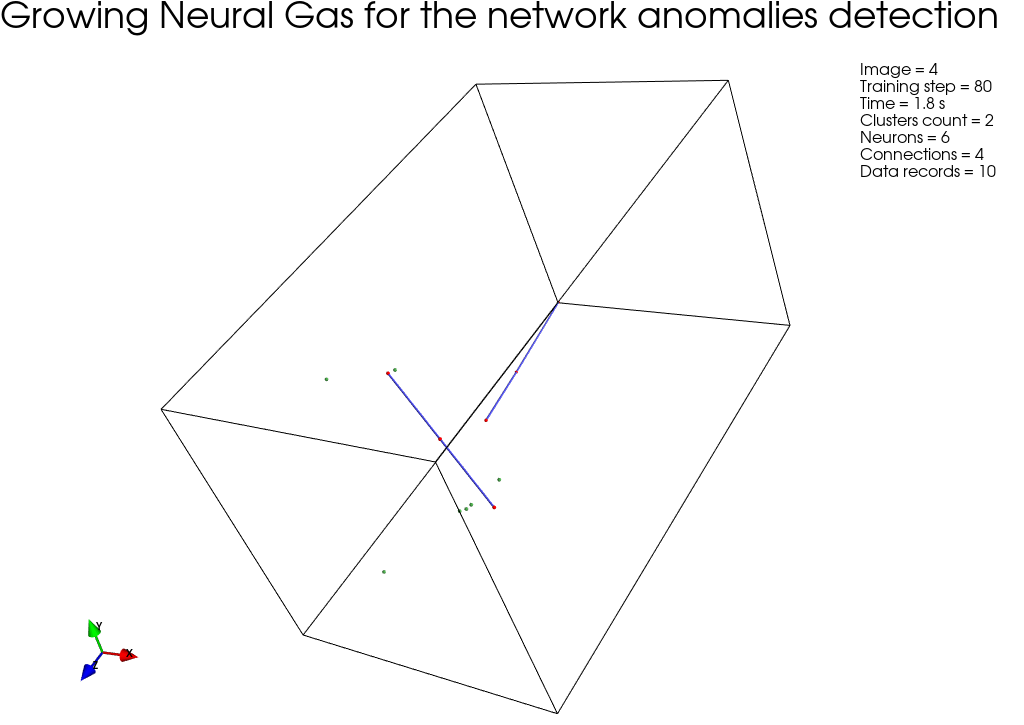 Growing Neural Gas for the network anomalies detection
Image = 4
Training step = 80
Time = 1.8 s
Clusters count = 2
Neurons = 6
Connections = 4
Data records = 10
Y
X
Z